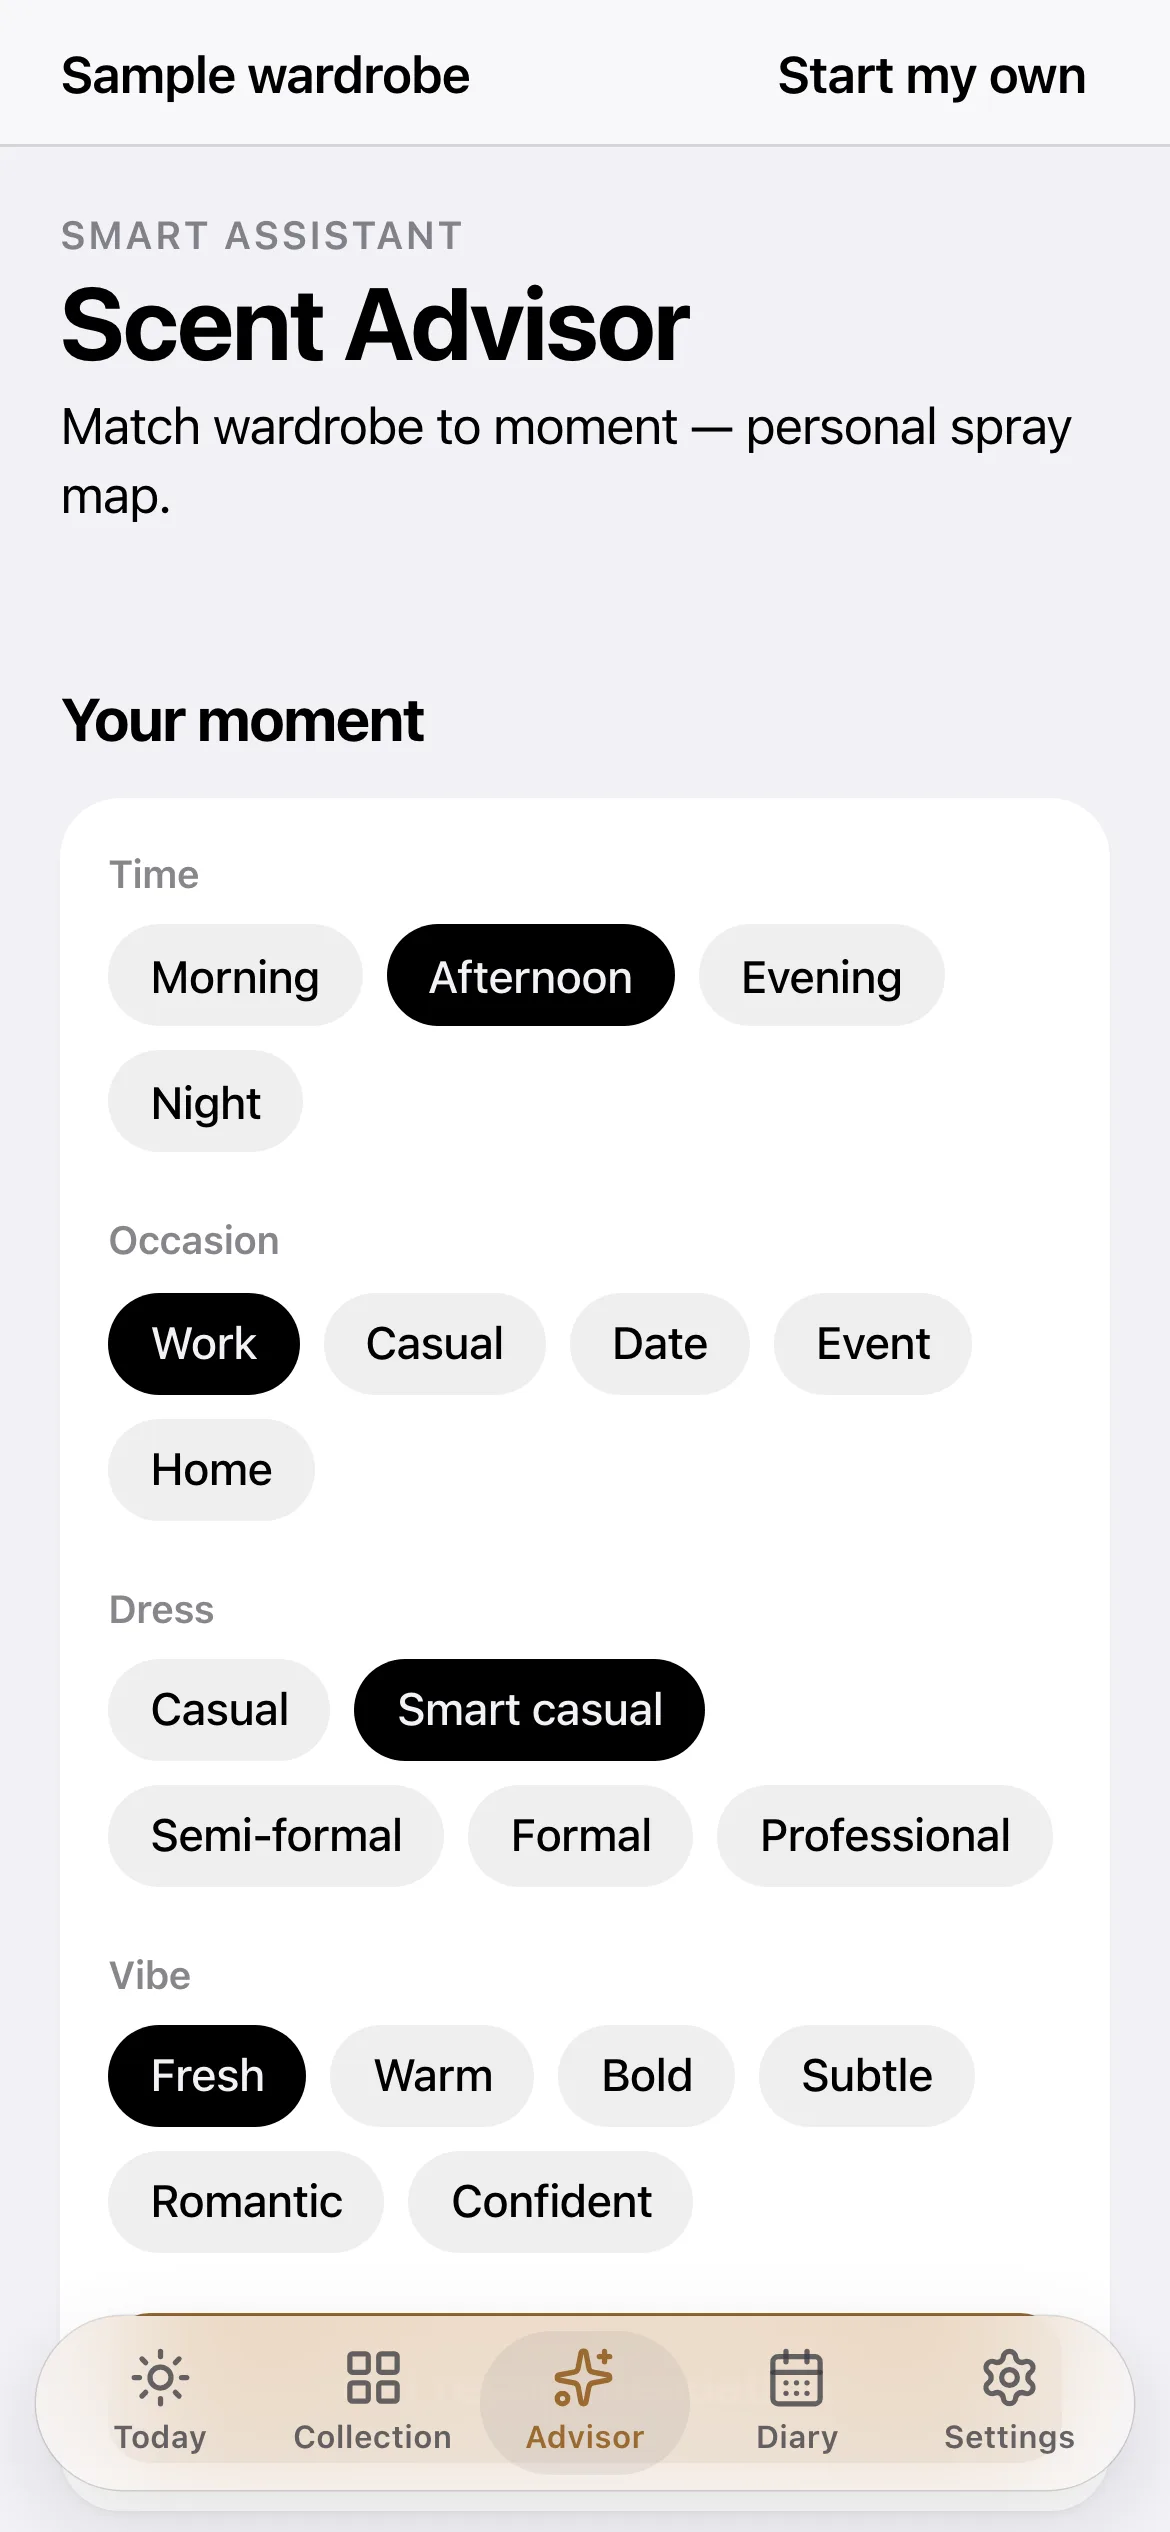 Sample wardrobe
Start my own
SMART ASSISTANT
Scent Advisor
Match wardrobe to moment — personal spray
map.
Your moment
Time
Morning
Afternoon
Evening
Night
Occasion
Work
Casual
Date
Event
Home
Dress
Casual
Smart casual
Semi-formal
Formal
Professional
Vibe
Fresh
Warm
Bold
Subtle
Romantic
Confident
Today
Collection
Advisor
Diary
Settings